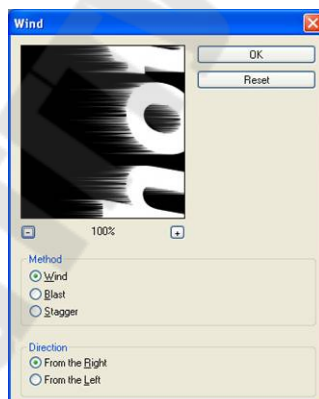 Wind
OK
Reset
100%
Method
Wind
Blast
Stagger
Direction
From the Right
From the Left